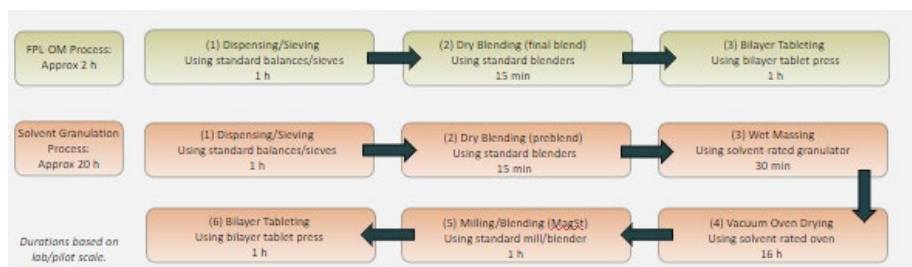 FPL OM Process:
Approx 2 h
(1) Dispensing/Sieving
Using standard balances/sieves
1 h
(2) Dry Blending (final blend)
Using standard blenders
15 min
(3) Bilayer Tableting
Using bilayer tablet press
1 h
Solvent Granulation
Process:
Approx 20 h
(1) Dispensing/Sieving
Using standard balances/sieves
1 h
(2) Dry Blending (preblend)
Using standard blenders
15 min
(3) Wet Massing
Using solvent rated granulator
30 min
(4) Vacuum Oven Drying
Using solvent rated oven
16 h
(5) Milling/Blending (MagSt)
Using standard mill/blender
1 h
(6) Bilayer Tableting
Using bilayer tablet press
1 h
Durations based on
lab/pilot scale.